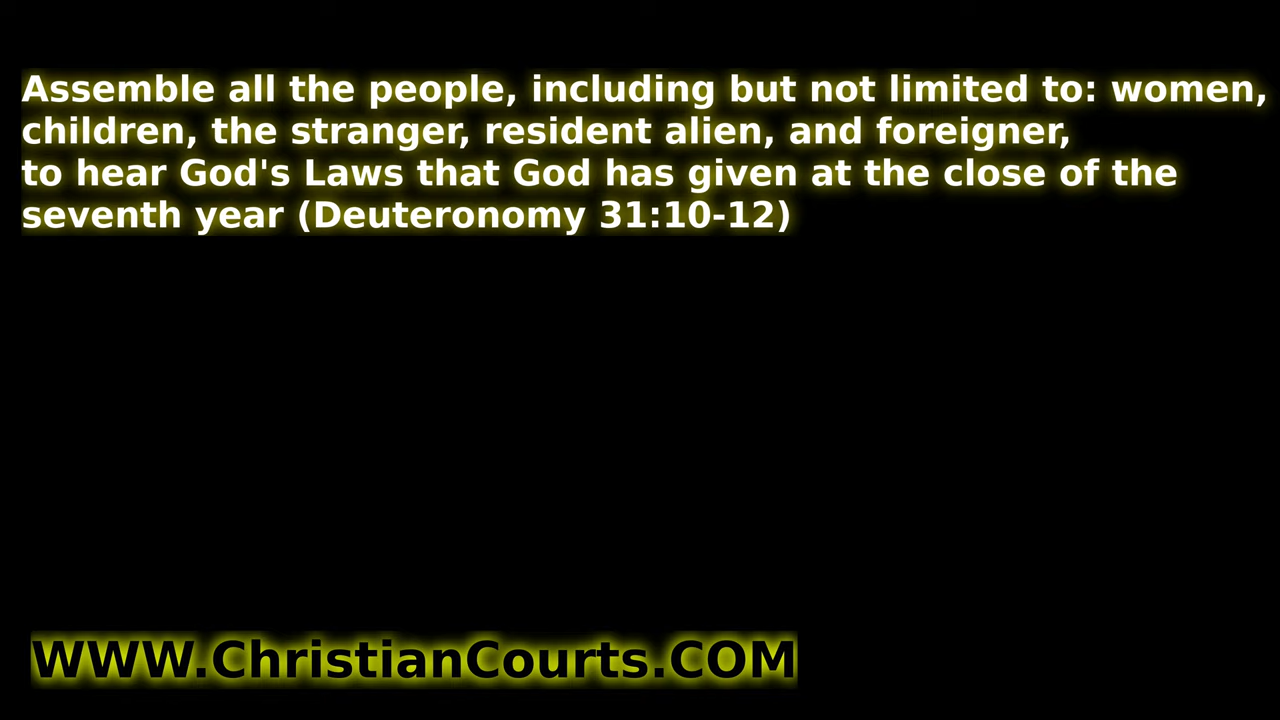 Assemble all the people, including but not limited to: women,
children, the stranger, resident alien, and foreigner,
to hear God's Laws that God has given at the close of the
seventh year (Deuteronomy 31:10-12)
WWW.ChristianCourts.COM